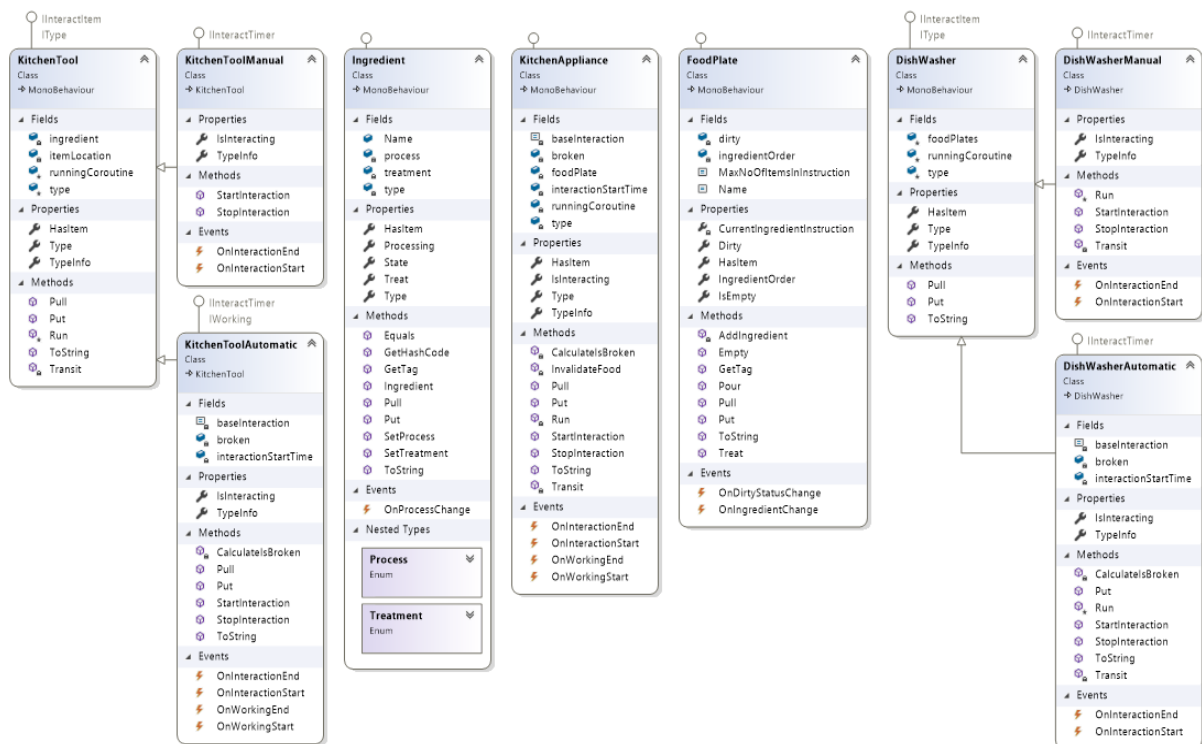 IInteractItem
IType
KitchenTool
Class
MonoBehaviour
Fields
ingredient
itemLocation
runningCoroutine
type
Properties
HasItem
Type
TypeInfo
Methods
Pull
Put
Run
ToString
Transit
IInteractTimer
KitchenToolManual
Class
KitchenTool
Properties
IsInteracting
TypeInfo
Methods
StartInteraction
StopInteraction
Events
OnInteractionEnd
OnInteractionStart
IInteractTimer
IWorking
KitchenToolAutomatic
Class
KitchenTool
Fields
baseInteraction
broken
interactionStartTime
Properties
IsInteracting
TypeInfo
Methods
CalculateIsBroken
Pull
Put
StartInteraction
StopInteraction
ToString
Events
OnInteractionEnd
OnInteractionStart
OnWorkingEnd
OnWorkingStart
Ingredient
Class
MonoBehaviour
Fields
Name
process
treatment
type
Properties
HasItem
Processing
State
Treat
Type
Methods
Equals
GetHashCode
GetTag
Ingredient
Pull
Put
SetProcess
SetTreatment
ToString
Events
OnProcessChange
Nested Types
Process
Enum
Treatment
Enum
KitchenAppliance
Class
MonoBehaviour
Fields
baseInteraction
broken
foodPlate
interactionStartTime
runningCoroutine
type
Properties
HasItem
IsInteracting
Type
TypeInfo
Methods
CalculateIsBroken
InvalidateFood
Pull
Put
Run
StartInteraction
StopInteraction
ToString
Transit
Events
OnInteractionEnd
OnInteractionStart
OnWorkingEnd
OnWorkingStart
FoodPlate
Class
MonoBehaviour
Fields
dirty
ingredientOrder
MaxNoOfItemsInInstruction
Name
Properties
CurrentIngredientInstruction
Dirty
HasItem
IngredientOrder
IsEmpty
Methods
AddIngredient
Empty
GetTag
Pour
Pull
Put
ToString
Treat
Events
OnDirtyStatusChange
OnIngredientChange
IInteractItem
IType
DishWasher
Class
MonoBehaviour
Fields
foodPlates
runningCoroutine
type
Properties
HasItem
Type
TypeInfo
Methods
Pull
Put
ToString
IInteractTimer
DishWasherManual
Class
DishWasher
Properties
IsInteracting
TypeInfo
Methods
Run
StartInteraction
StopInteraction
Transit
Events
OnInteractionEnd
OnInteractionStart
IInteractTimer
DishWasherAutomatic
Class
DishWasher
Fields
baseInteraction
broken
interactionStartTime
Properties
IsInteracting
TypeInfo
Methods
CalculateIsBroken
Put
Run
StartInteraction
StopInteraction
ToString
Transit
Events
OnInteractionEnd
OnInteractionStart